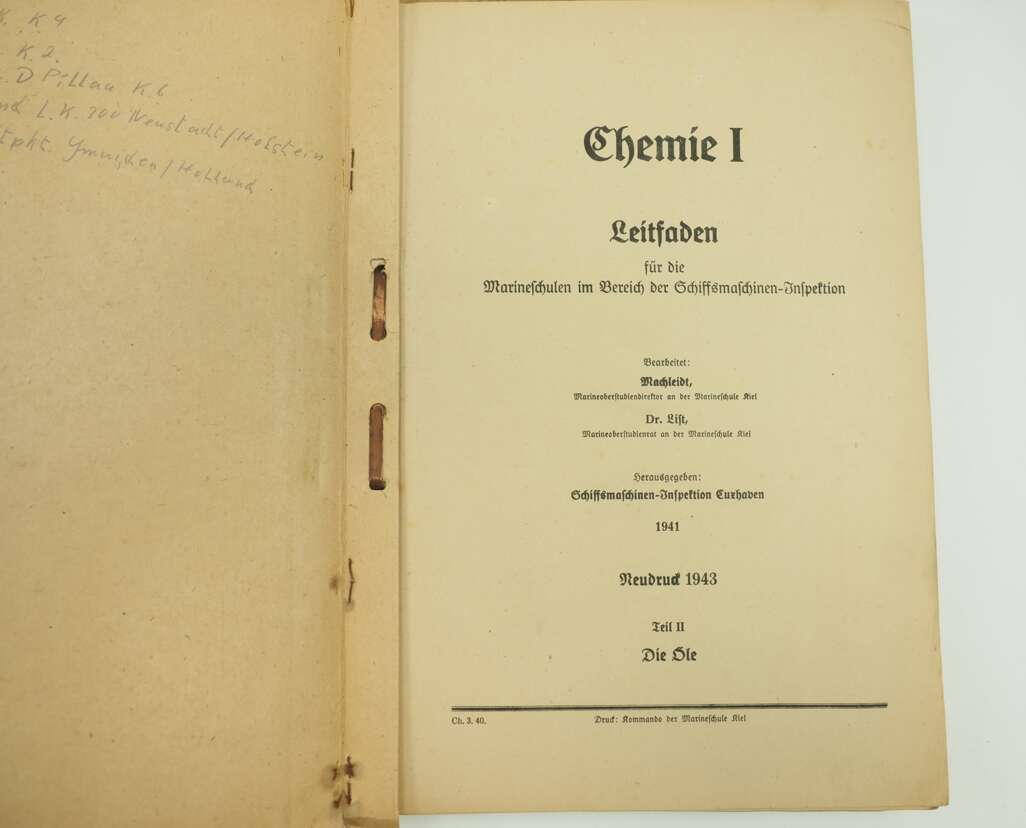 K. K 4
K. 2.
D Pillau K. 6
L. K. 300 Neustadt/Holstein
Ymuiden/Holland
Chemie I
Leitfaden
für die
Marineschulen im Bereich der Schiffsmaschinen-Inspektion
Bearbeitet:
Machleidt,
Marineoberstudiendirektor an der Marineschule Kiel
Dr. List,
Marineoberstudienrat an der Marineschule Kiel
Herausgegeben:
Schiffsmaschinen-Inspektion Cuxhaven
1941
Neudruck 1943
Teil II
Die Öle
Ch. 3. 40.
Druck: Kommando der Marineschule Kiel